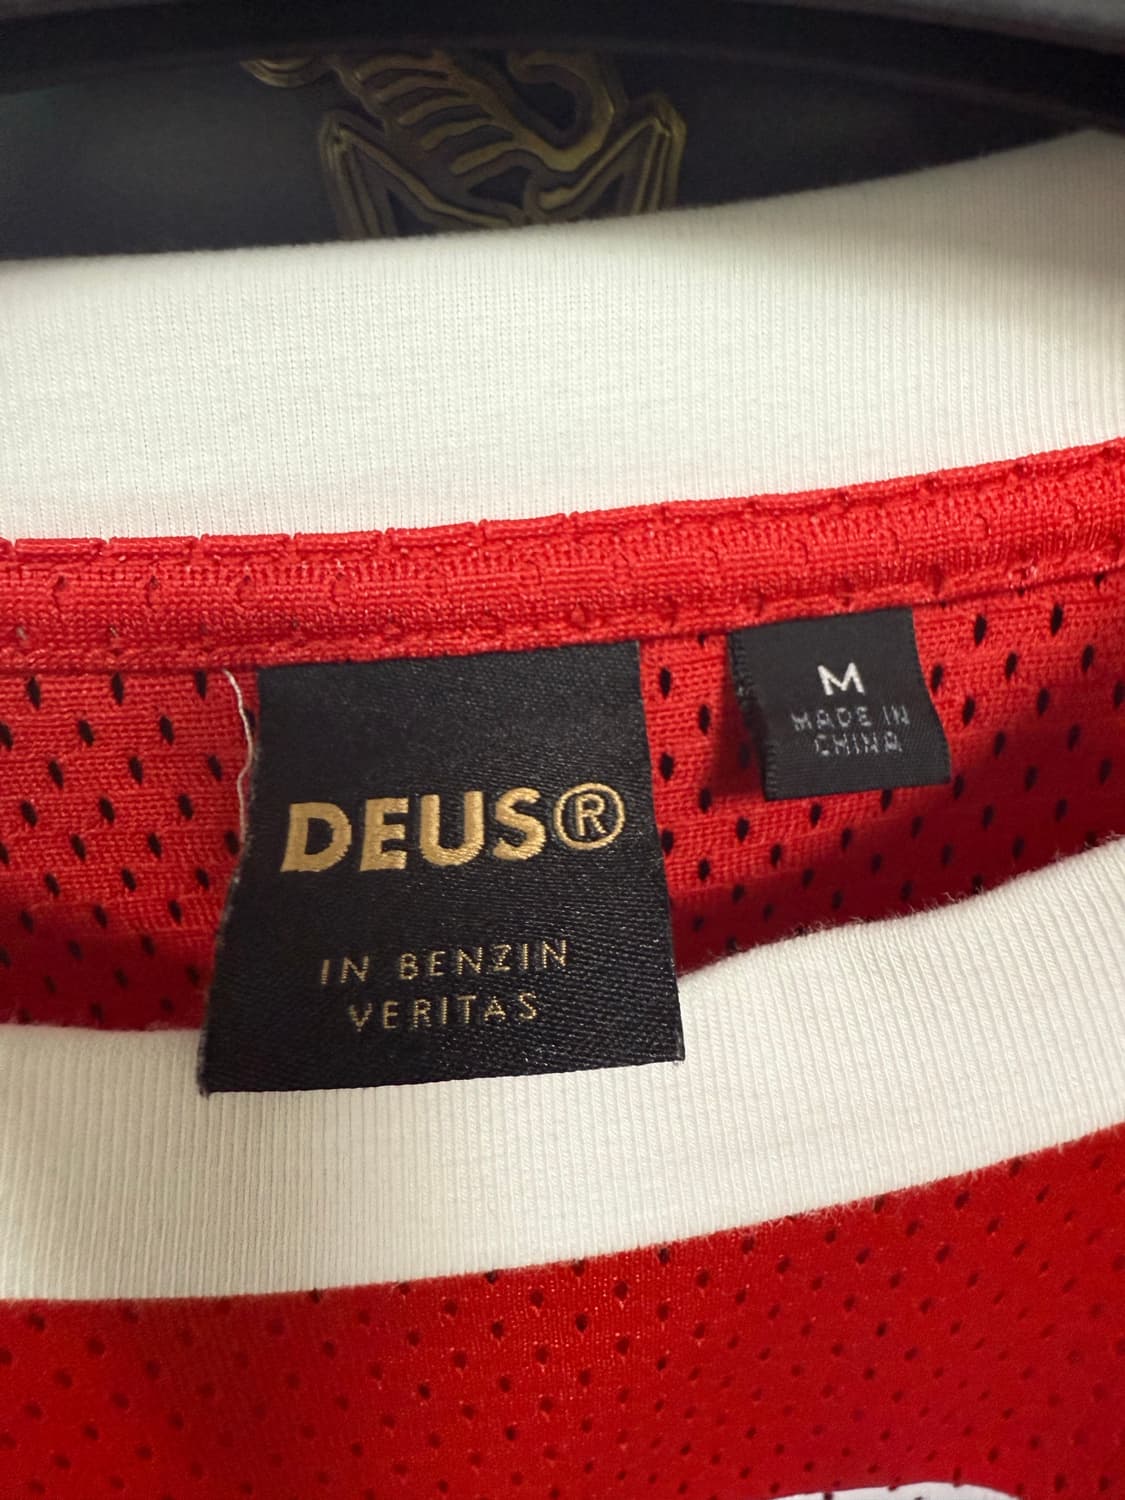 DEUS®
IN BENZIN
VERITAS
M
MADE IN
CHINA